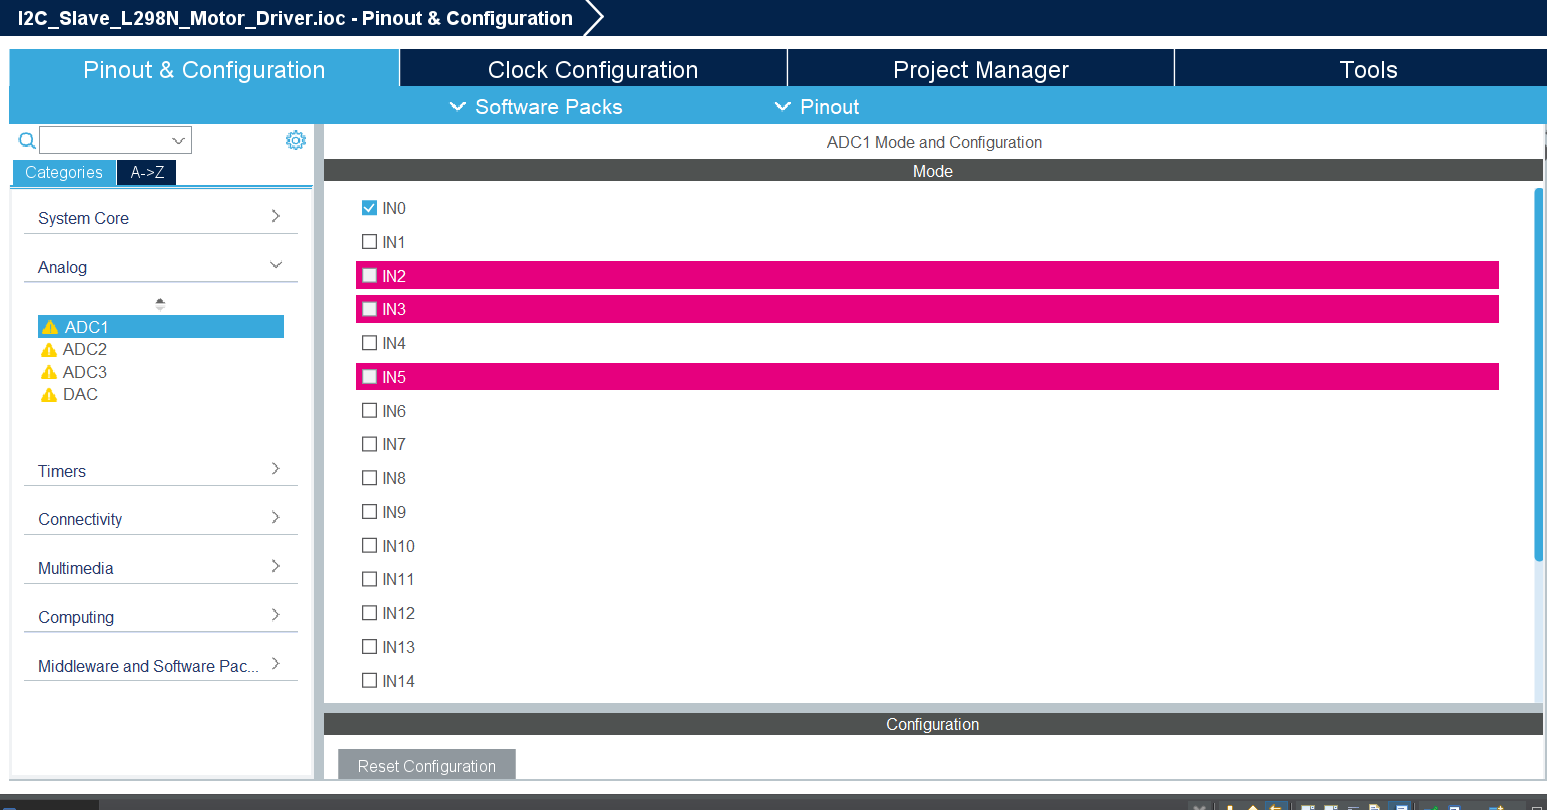 I2C_Slave_L298N_Motor_Driver.ioc - Pinout & Configuration
Pinout & Configuration
Clock Configuration
Project Manager
Tools
Software Packs
Pinout
Categories
A->Z
System Core
Analog
ADC1
ADC2
ADC3
DAC
Timers
Connectivity
Multimedia
Computing
Middleware and Software Pac...
ADC1 Mode and Configuration
Mode
IN0
IN1
IN2
IN3
IN4
IN5
IN6
IN7
IN8
IN9
IN10
IN11
IN12
IN13
IN14
Configuration
Reset Configuration